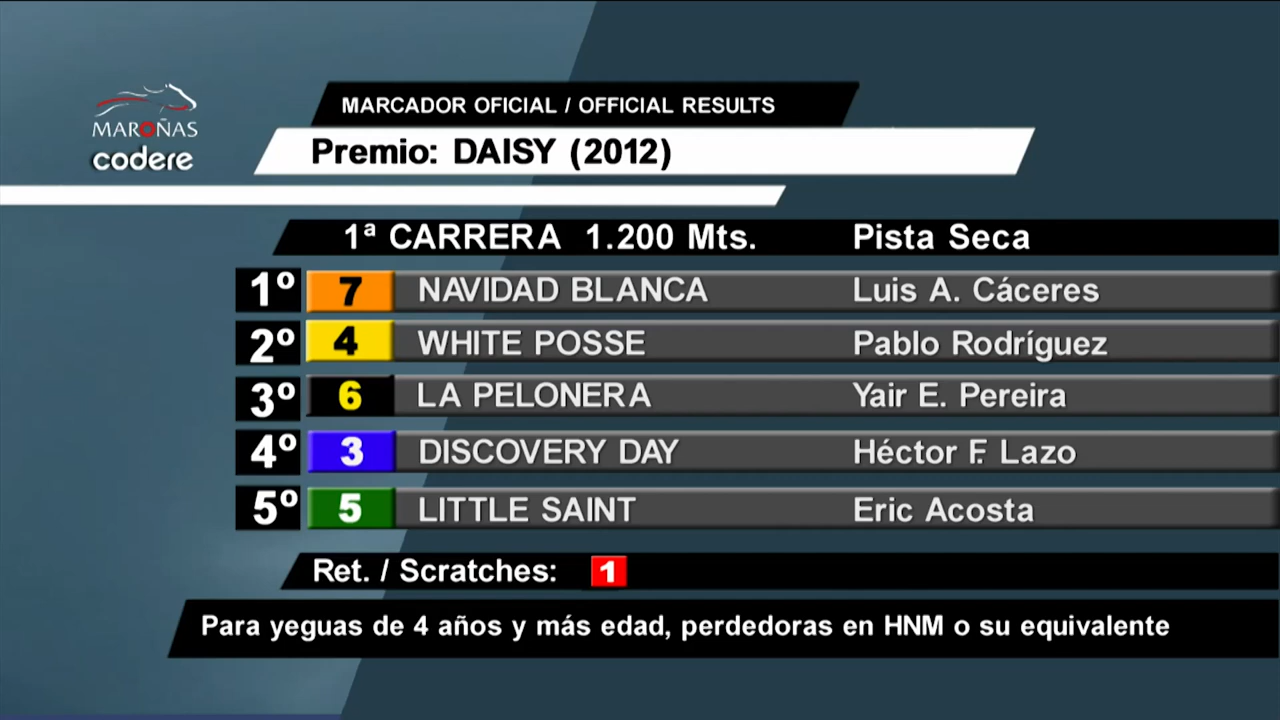 MAROÑAS
codere
MARCADOR OFICIAL / OFFICIAL RESULTS
Premio: DAISY (2012)
1ª CARRERA 1.200 Mts. Pista Seca
1º 7 NAVIDAD BLANCA Luis A. Cáceres
2º 4 WHITE POSSE Pablo Rodríguez
3º 6 LA PELONERA Yair E. Pereira
4º 3 DISCOVERY DAY Héctor F. Lazo
5º 5 LITTLE SAINT Eric Acosta
Ret. / Scratches: 1
Para yeguas de 4 años y más edad, perdedoras en HNM o su equivalente